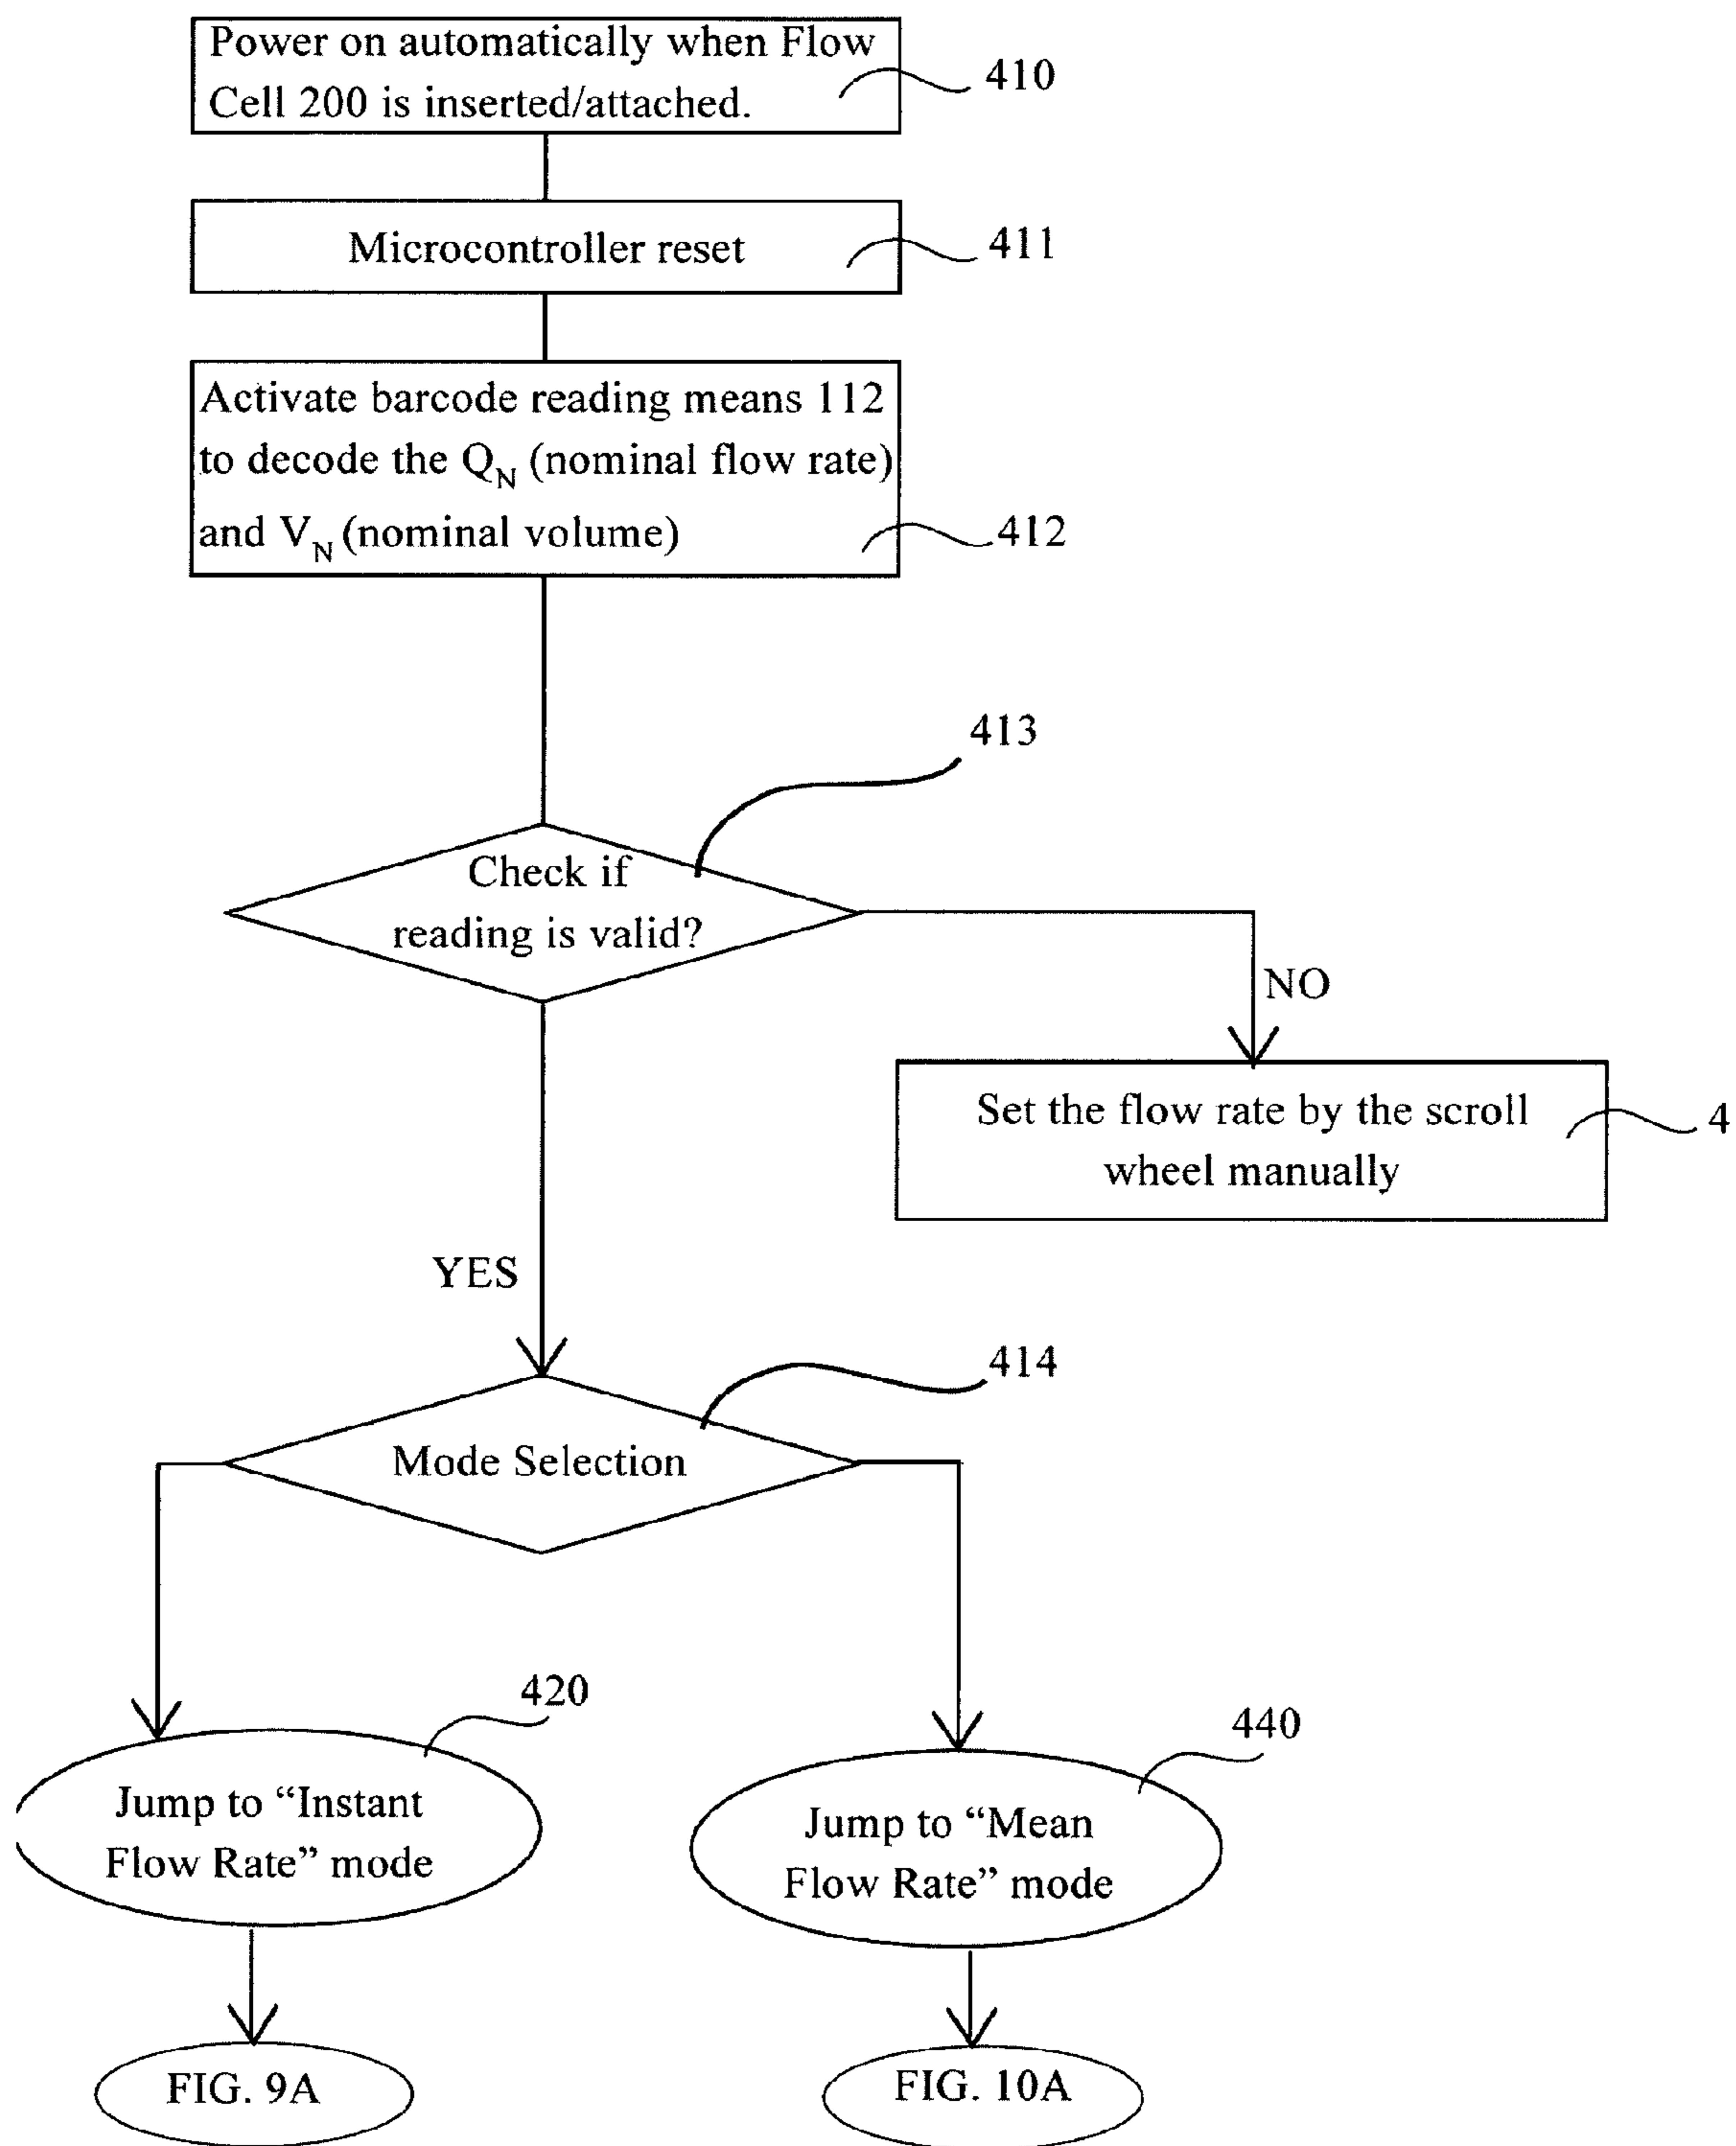 Power on automatically when Flow
Cell 200 is inserted/attached.
410
Microcontroller reset
411
Activate barcode reading means 112
to decode the QN (nominal flow rate)
and VN (nominal volume)
412
413
Check if
reading is valid?
NO
Set the flow rate by the scroll
wheel manually
4
YES
414
Mode Selection
420
440
Jump to “Instant
Flow Rate” mode
Jump to “Mean
Flow Rate” mode
FIG. 9A
FIG. 10A